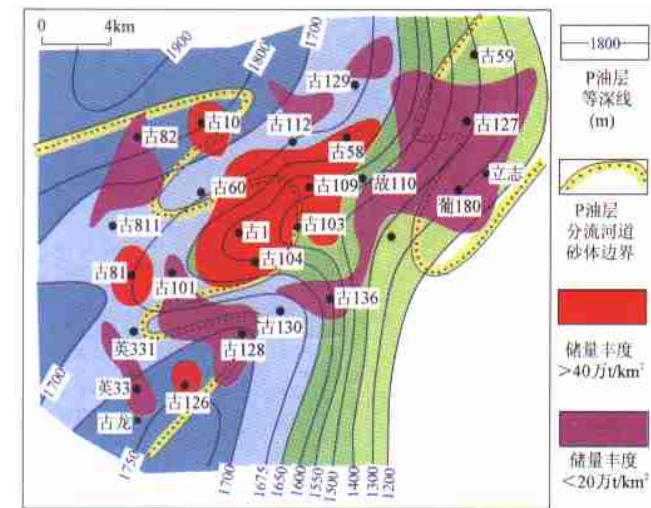 0 4km
1900
1800
1700
古59
古129
古10
古82
古112
古127
古58
古60
古109
故110
立志
葡180
古811
古1
古103
古104
古81
古101
古136
古130
英331
古128
英33
古126
古龙
1700
1750
1700
1675
1650
1600
1550
1500
1400
1300
1200
1800
P油层
等深线
(m)
P油层
分流河道
砂体边界
储量丰度
>40万t/km²
储量丰度
<20万t/km²